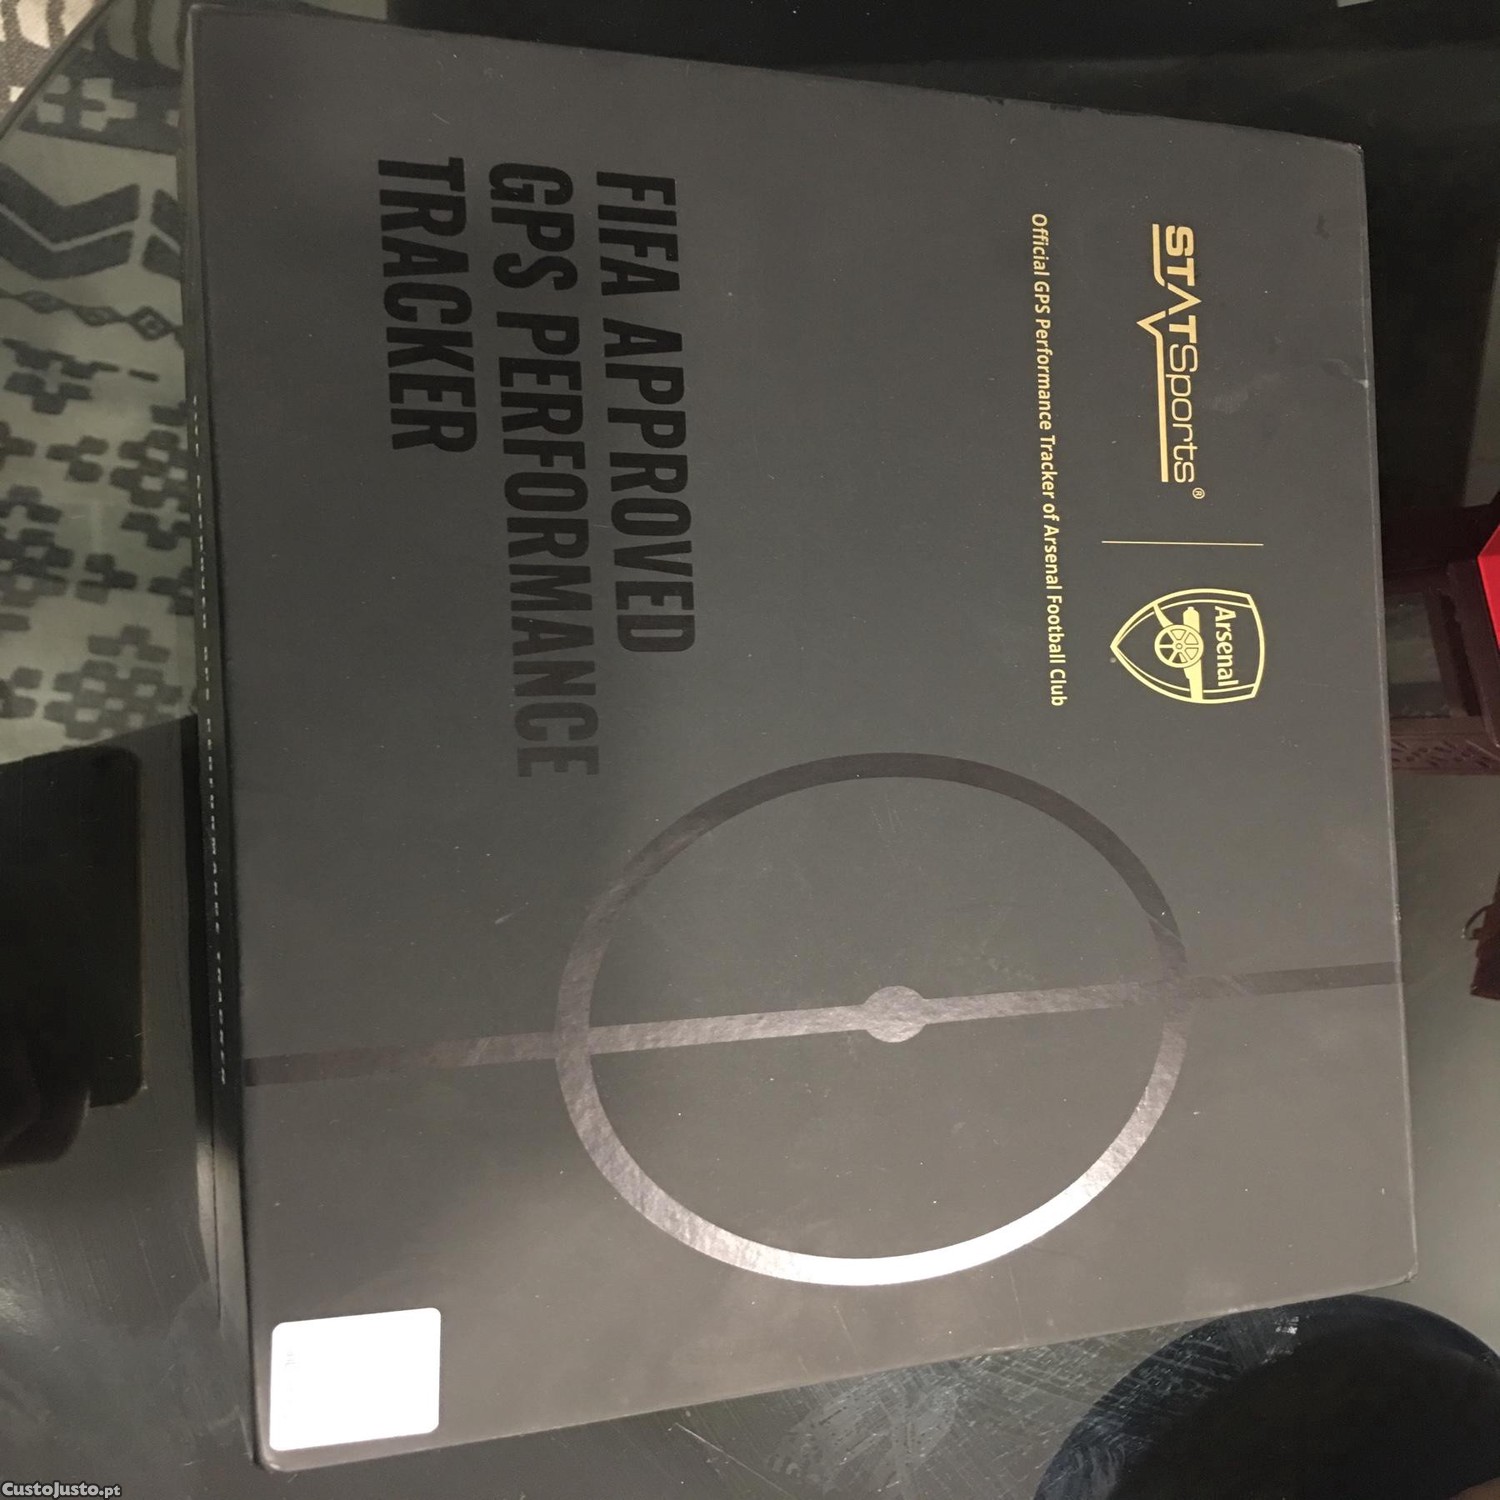 STATSports®
Arsenal
Official GPS Performance Tracker of Arsenal Football Club
FIFA APPROVED
GPS PERFORMANCE
TRACKER
CustoJusto.pt